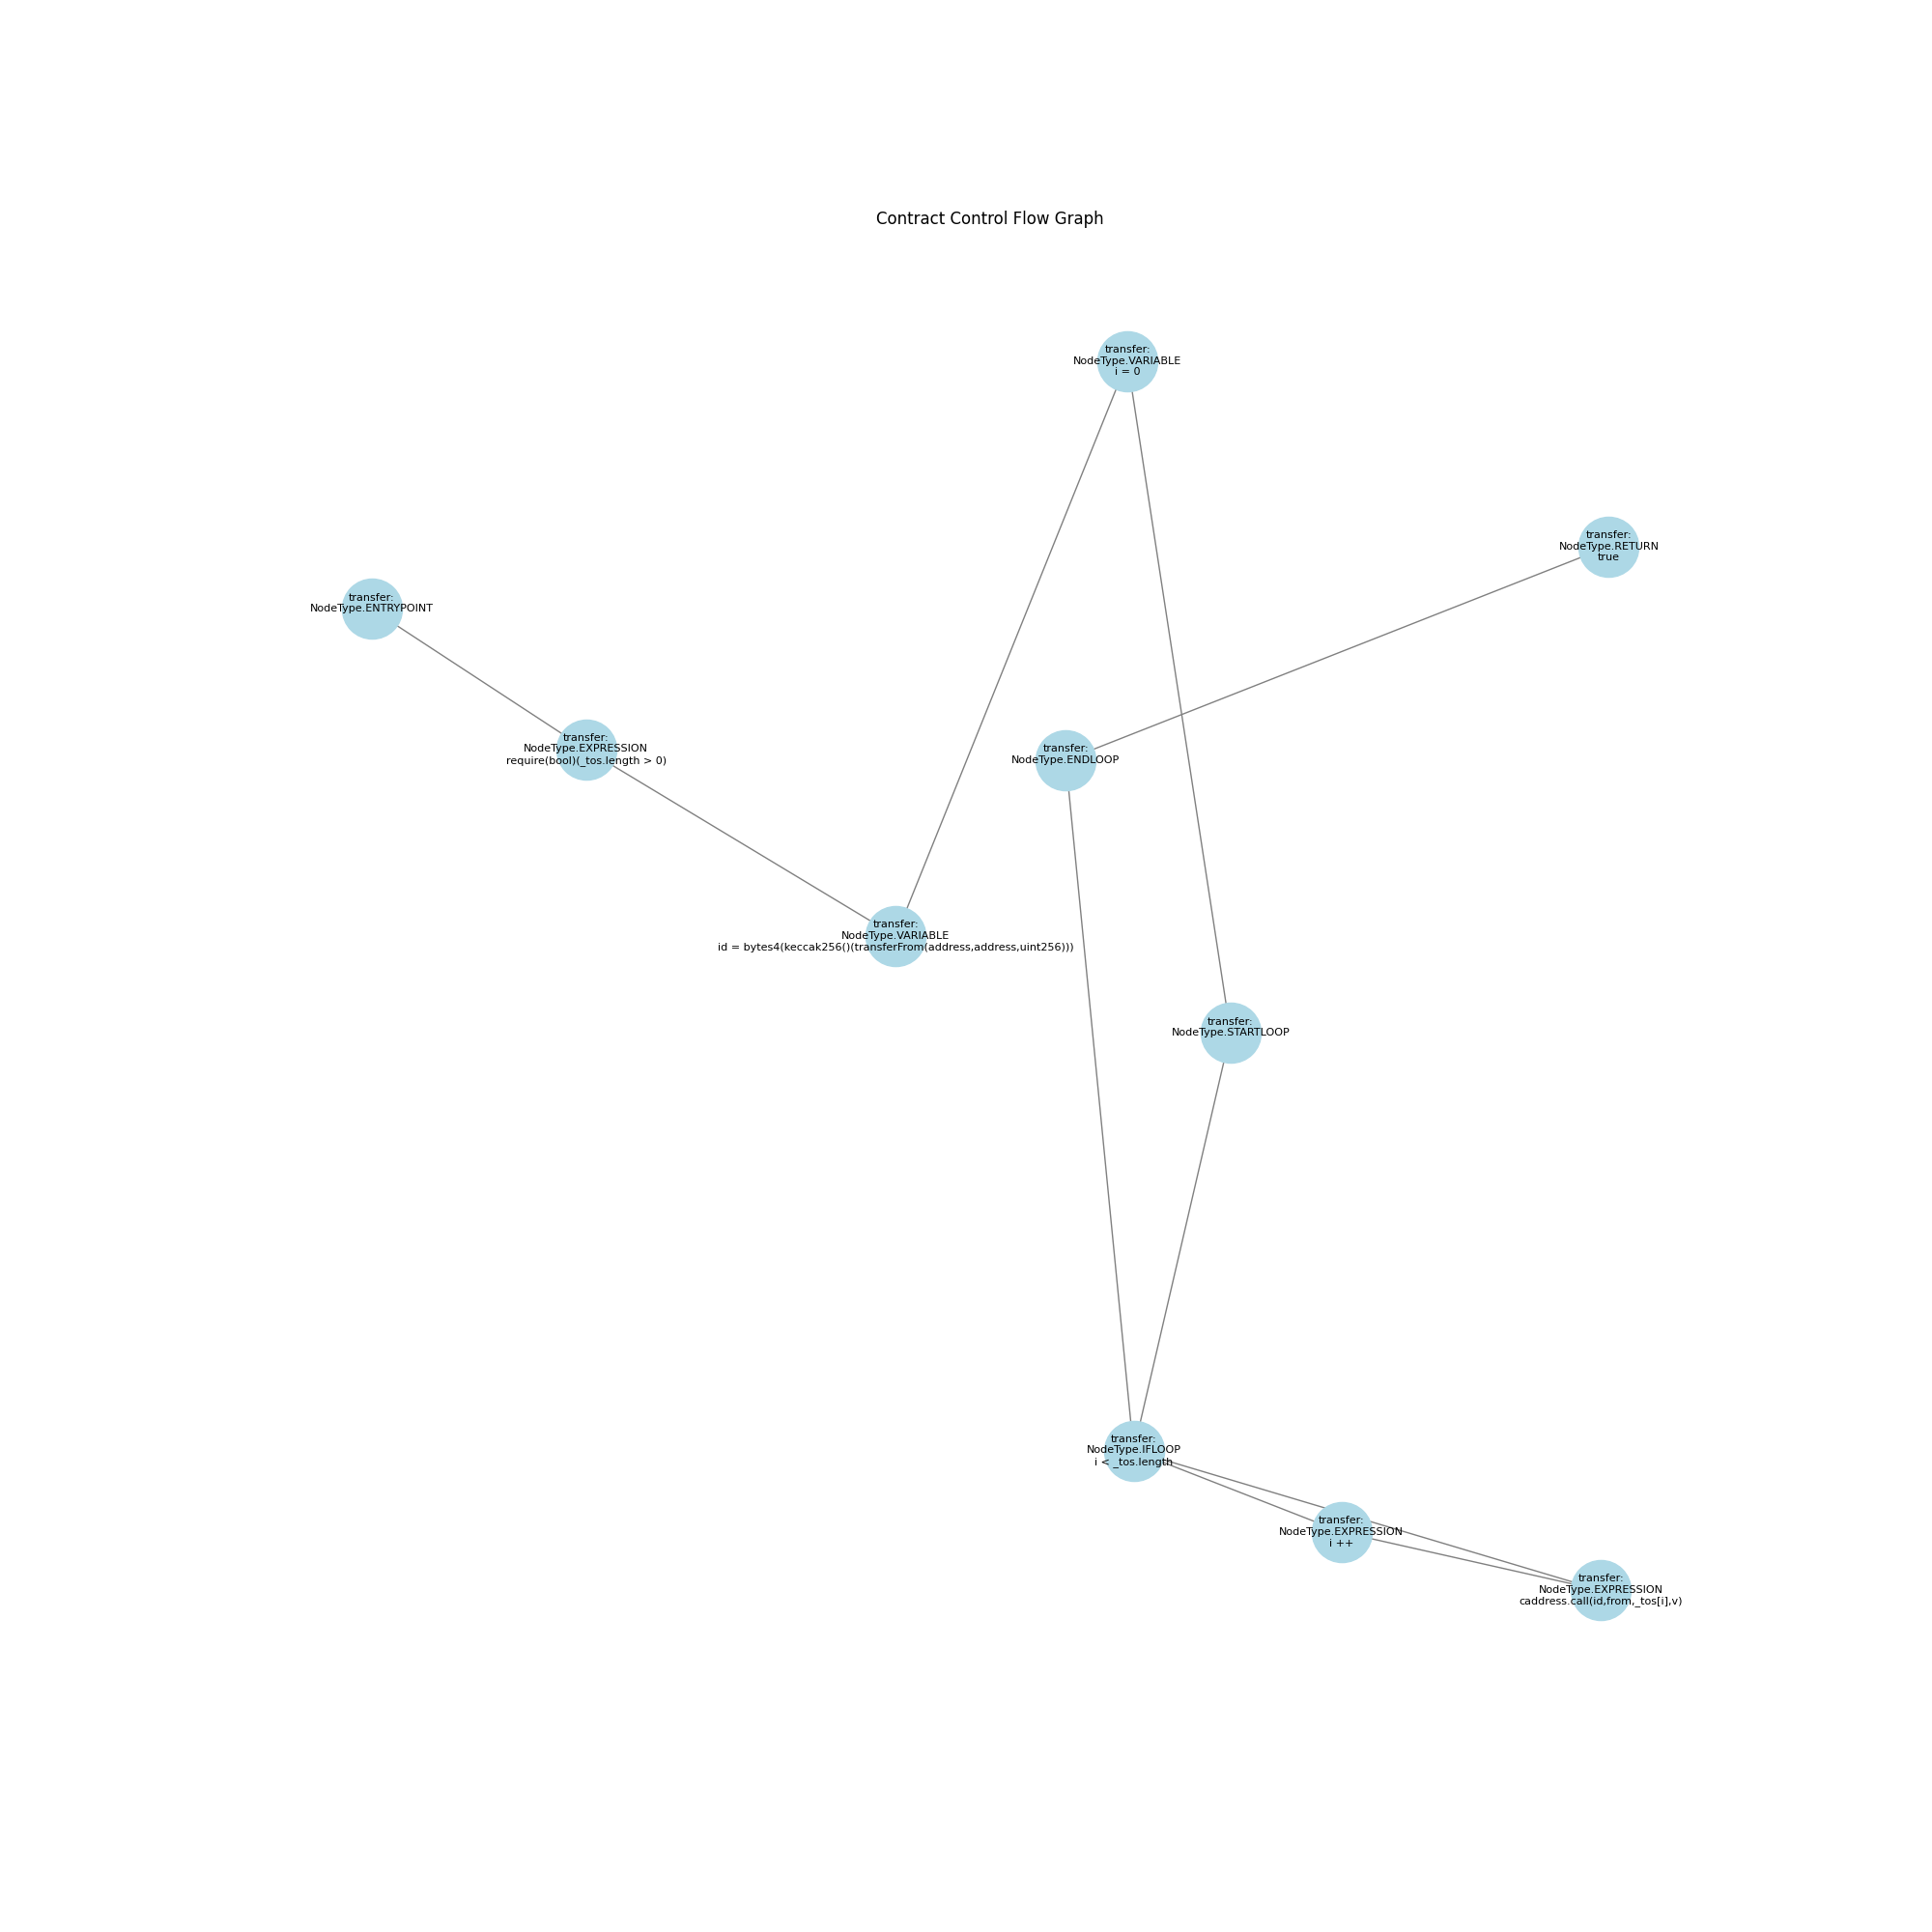 Contract Control Flow Graph
transfer:
NodeType.VARIABLE
i = 0
transfer:
NodeType.RETURN
true
transfer:
NodeType.ENTRYPOINT
transfer:
NodeType.EXPRESSION
require(bool)(_tos.length > 0)
transfer:
NodeType.ENDLOOP
transfer:
NodeType.VARIABLE
id = bytes4(keccak256()(transferFrom(address,address,uint256)))
transfer:
NodeType.STARTLOOP
transfer:
NodeType.IFLOOP
i < _tos.length
transfer:
NodeType.EXPRESSION
i ++
transfer:
NodeType.EXPRESSION
caddress.call(id,from,_tos[i],v)